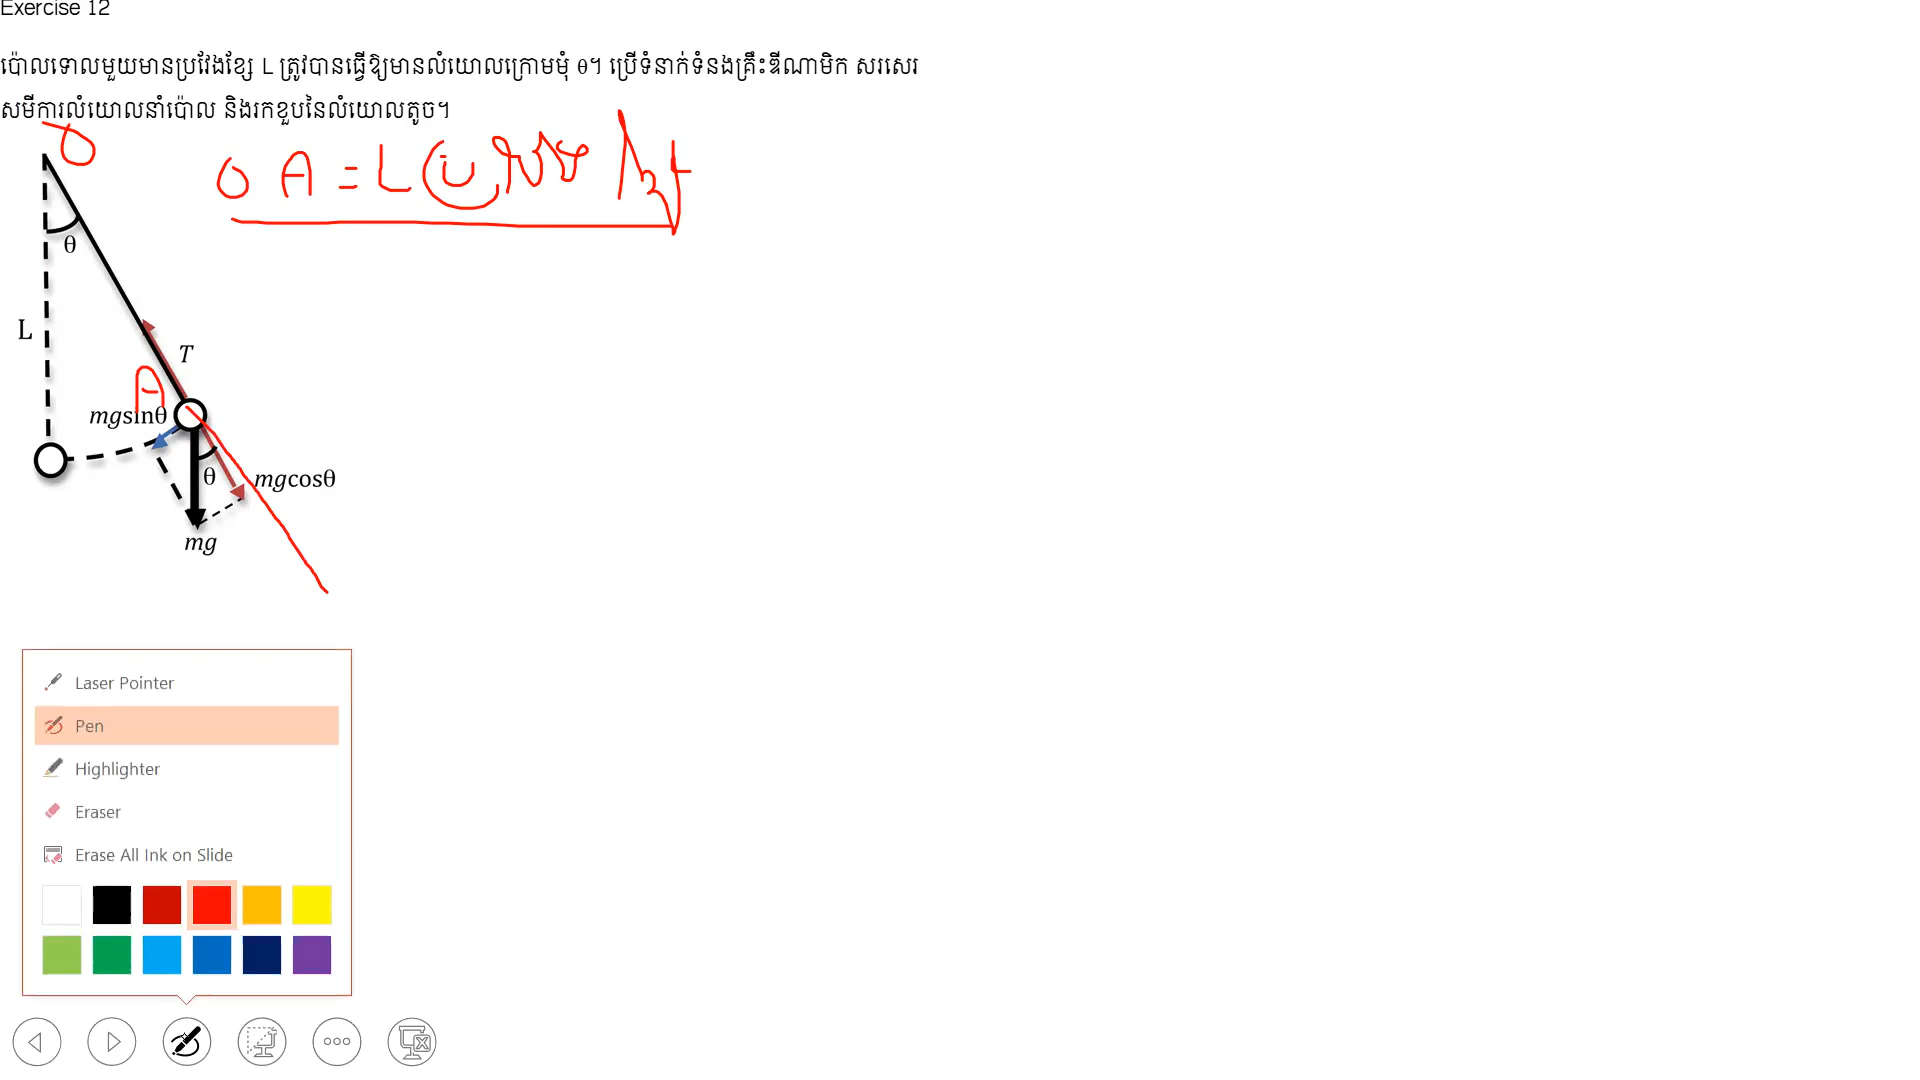 Exercise 12
ប៉ោលទោលមួយមានប្រវែងខ្សែ L ត្រូវបានធ្វើឱ្យមានលំយោលក្រោមមុំ θ។ ប្រើទំនាក់ទំនងគ្រឹះឌីណាមិក សរសេរ
សមីការលំយោលនាំប៉ោល និងរកខួបនៃលំយោលតូច។
O
O A = L
θ
L
T
A
mgsinθ
θ
mgcosθ
mg
Laser Pointer
Pen
Highlighter
Eraser
Erase All Ink on Slide